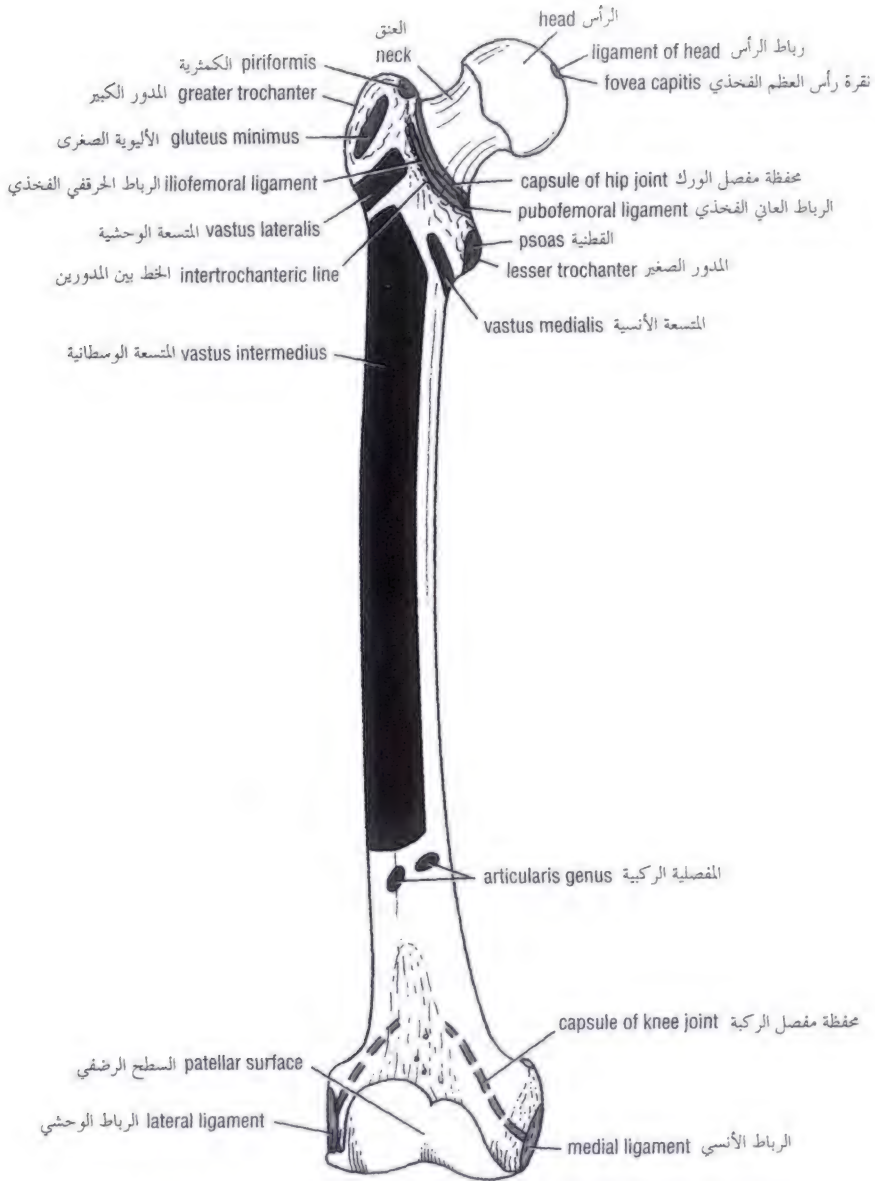 head الرأس
العنق
neck
ligament of head رباط الرأس
الكمثرية piriformis
fovea capitis نقرة رأس العظم الفخذي
المدور الكبير greater trochanter
الأليوية الصغرى gluteus minimus
capsule of hip joint محفظة مفصل الورك
الرباط الحرقفي الفخذي iliofemoral ligament
pubofemoral ligament الرباط العاني الفخذي
المتسعة الوحشية vastus lateralis
psoas القطنية
lesser trochanter المدور الصغير
الخط بين المدورين intertrochanteric line
vastus medialis المتسعة الأنسية
المتسعة الوسطانية vastus intermedius
articularis genus المفصلية الركبية
capsule of knee joint محفظة مفصل الركبة
السطح الرضفي patellar surface
الرباط الوحشي lateral ligament
medial ligament الرباط الأنسي